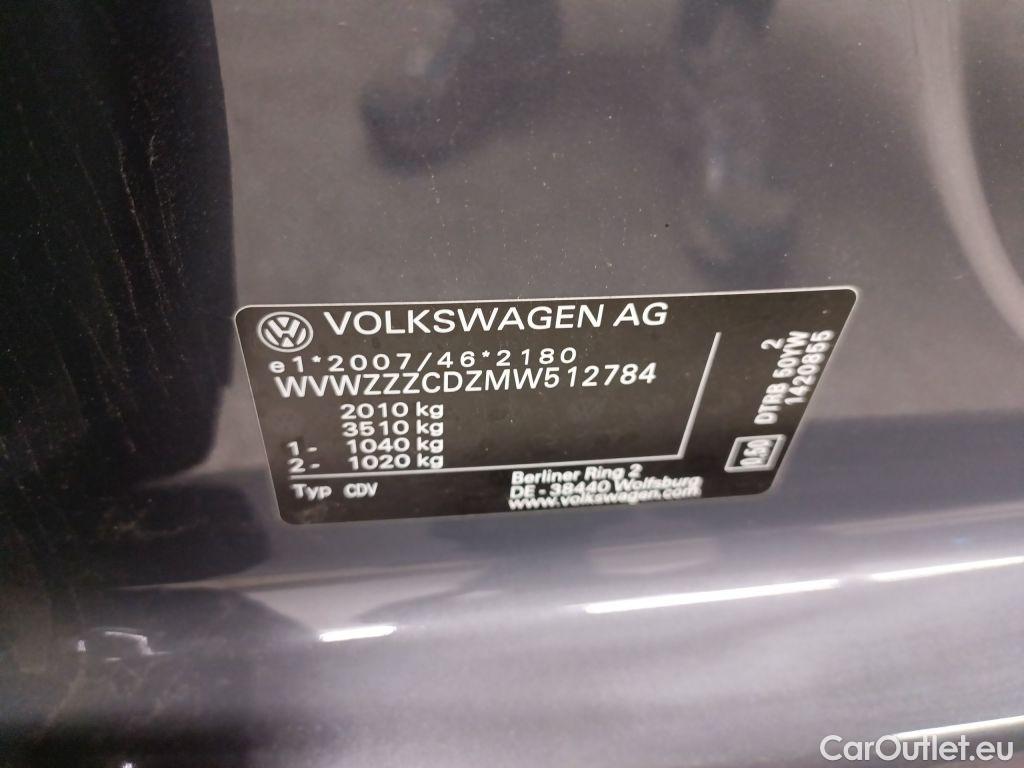 VOLKSWAGEN AG
e1*2007/46*2180
WVWZZZCDZMW512784
2010 kg
3510 kg
1- 1040 kg
2- 1020 kg
Typ CDV
Berliner Ring 2
DE - 38440 Wolfsburg
www.volkswagen.com
2
DTRB 50YW
1420865
0.50
CarOutlet.eu